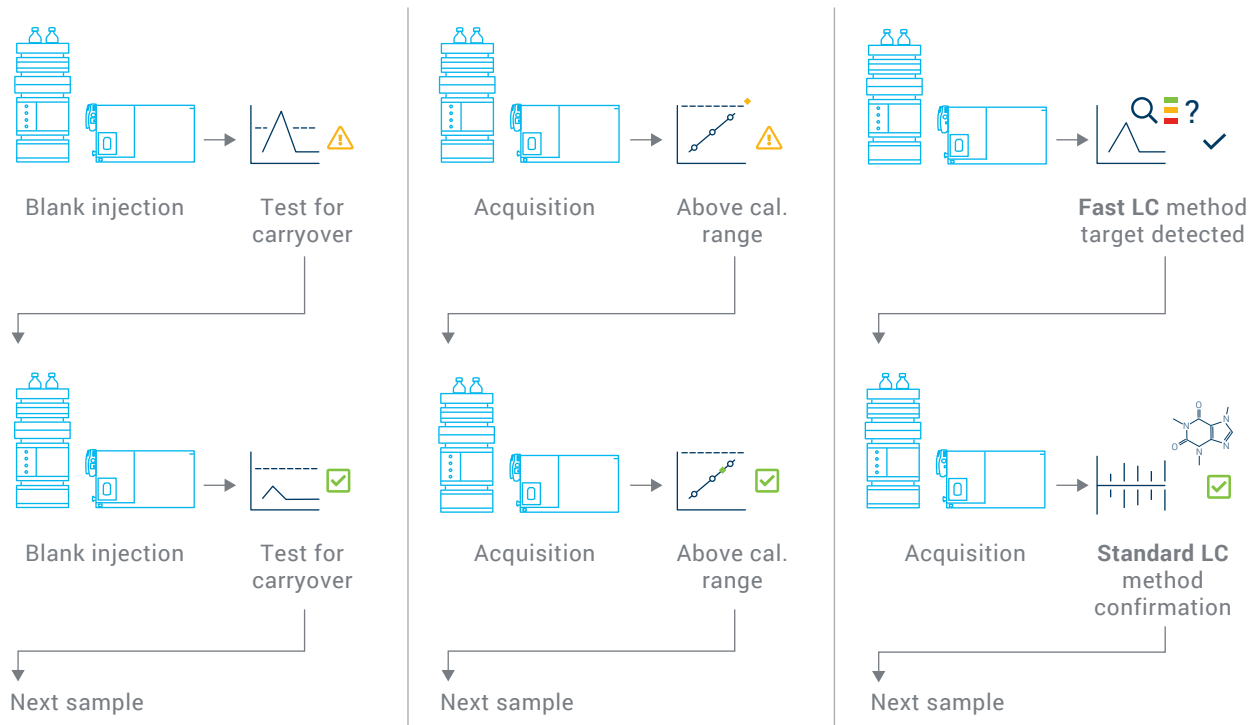 Blank injection
Test for
carryover
Blank injection
Test for
carryover
Next sample
Acquisition
Above cal.
range
Acquisition
Above cal.
range
Next sample
?
Fast LC method
target detected
O
N
N
O
N
N
Acquisition
Standard LC
method
confirmation
Next sample